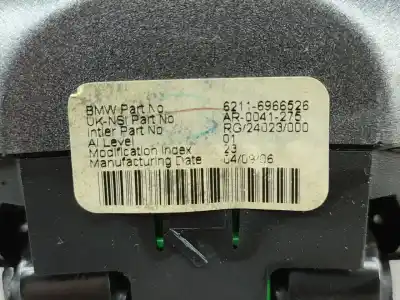 BMW Part No 6211-6966526
UK-NSI Part No AR-0041-275
Intier Part No RG/24023/000
AI Level 01
Modification Index 23
Manufacturing Date 04/09/06